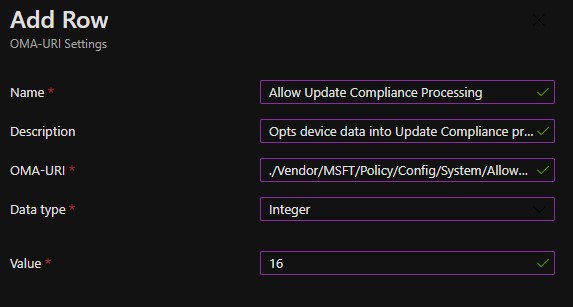 Add Row
OMA-URI Settings
Name * Allow Update Compliance Processing
Description Opts device data into Update Compliance pr...
OMA-URI * ./Vendor/MSFT/Policy/Config/System/Allow...
Data type * Integer
Value * 16